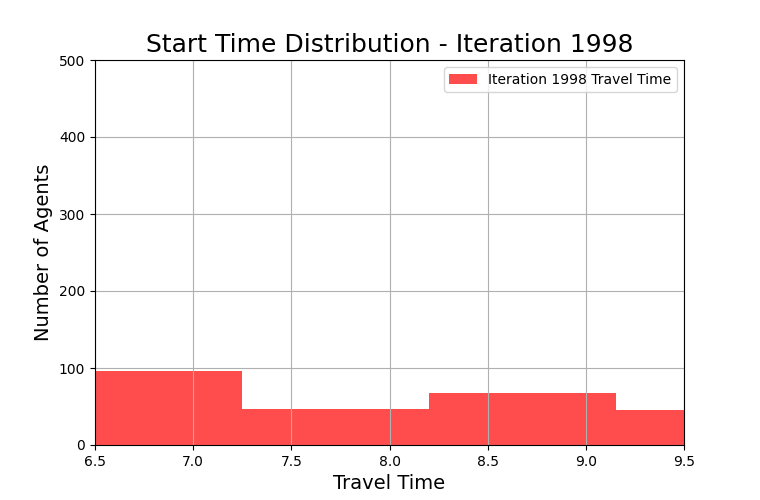 Start Time Distribution - Iteration 1998
Iteration 1998 Travel Time
Number of Agents
500
400
300
200
100
0
6.5 7.0 7.5 8.0 8.5 9.0 9.5
Travel Time